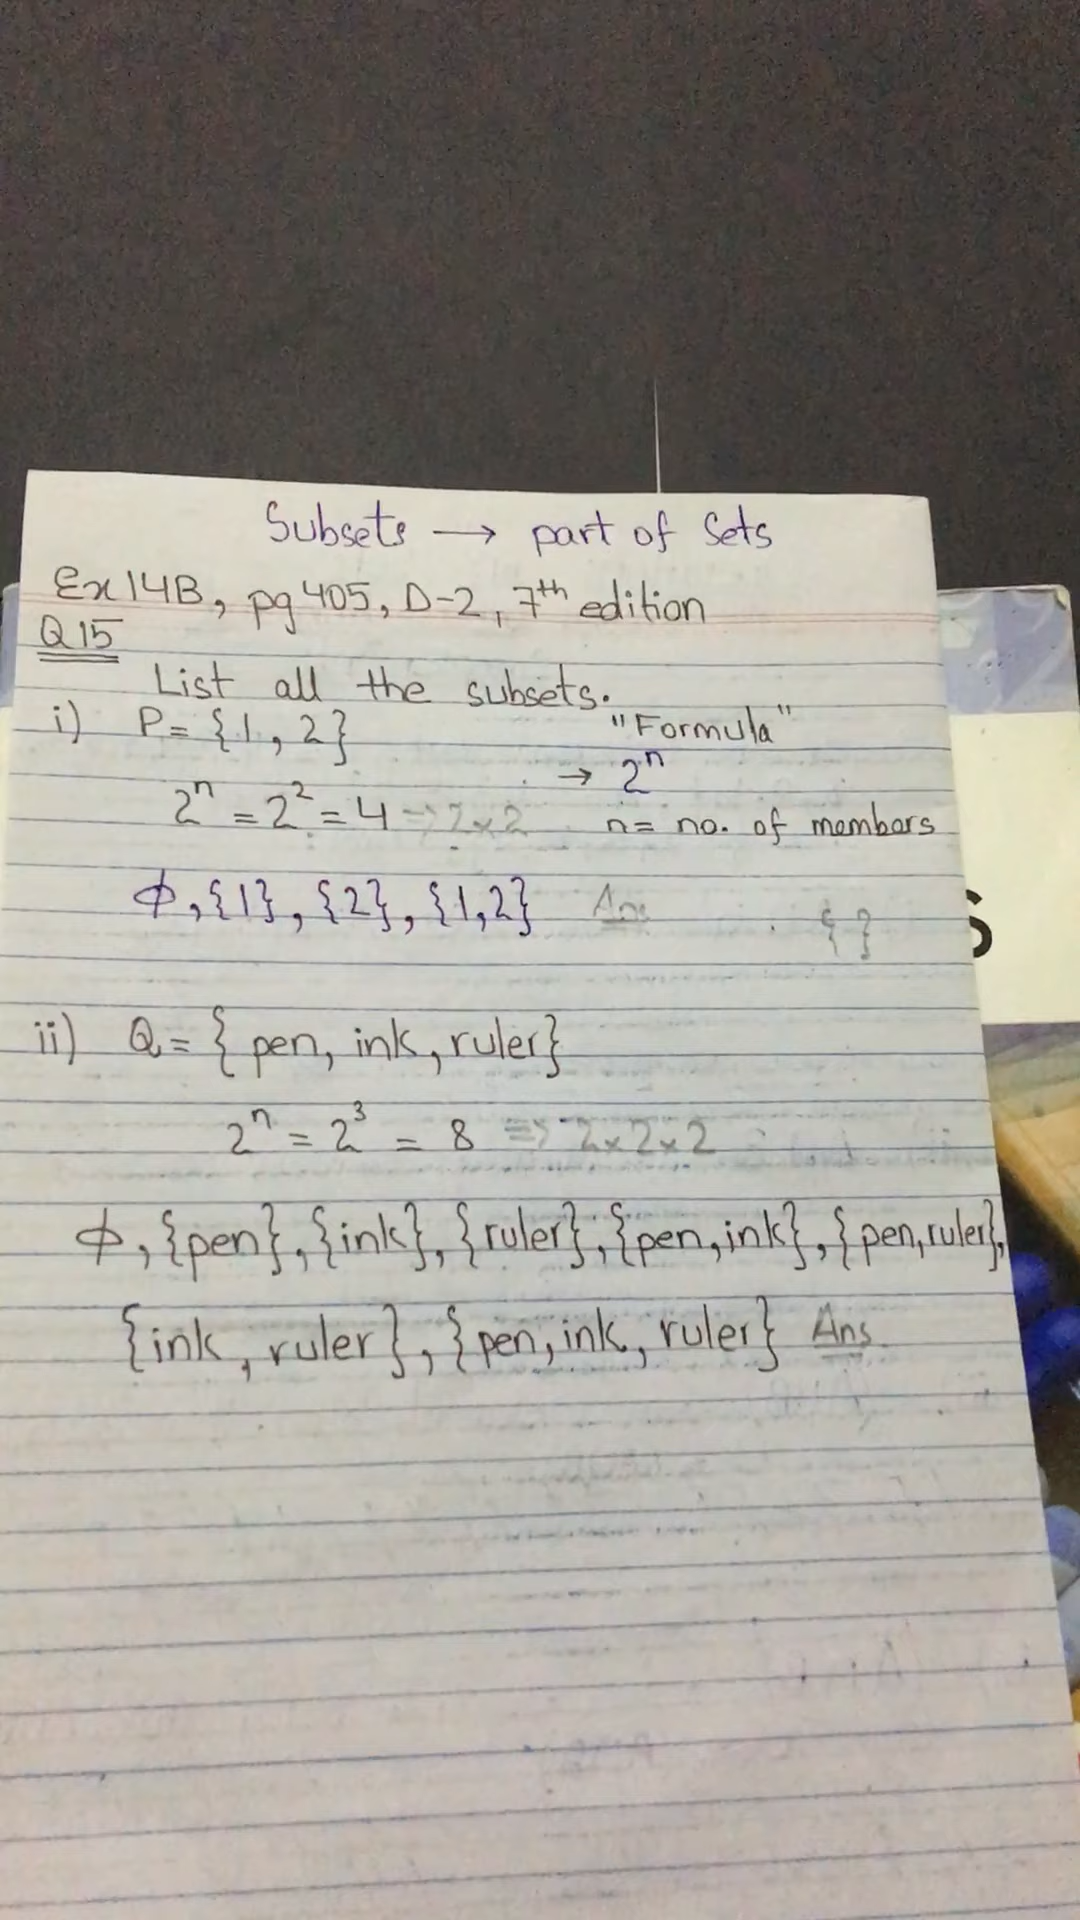 Subsets → part of Sets
Ex 14B, pg 405, D-2, 7th edition
Q15
List all the subsets.
i) P = {1, 2}
"Formula"
→ 2ⁿ
2ⁿ = 2² = 4 => 2×2
n = no. of members
ϕ, {1}, {2}, {1,2} Ans
{ }
S
ii) Q = { pen, ink, ruler}
2ⁿ = 2³ = 8 => 2×2×2
ϕ, {pen}, {ink}, {ruler}, {pen, ink}, { pen, ruler},
{ink, ruler}, {pen, ink, ruler} Ans